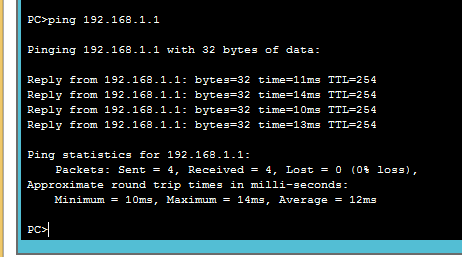 PC>ping 192.168.1.1
Pinging 192.168.1.1 with 32 bytes of data:
Reply from 192.168.1.1: bytes=32 time=11ms TTL=254
Reply from 192.168.1.1: bytes=32 time=14ms TTL=254
Reply from 192.168.1.1: bytes=32 time=10ms TTL=254
Reply from 192.168.1.1: bytes=32 time=13ms TTL=254
Ping statistics for 192.168.1.1:
Packets: Sent = 4, Received = 4, Lost = 0 (0% loss),
Approximate round trip times in milli-seconds:
Minimum = 10ms, Maximum = 14ms, Average = 12ms
PC>